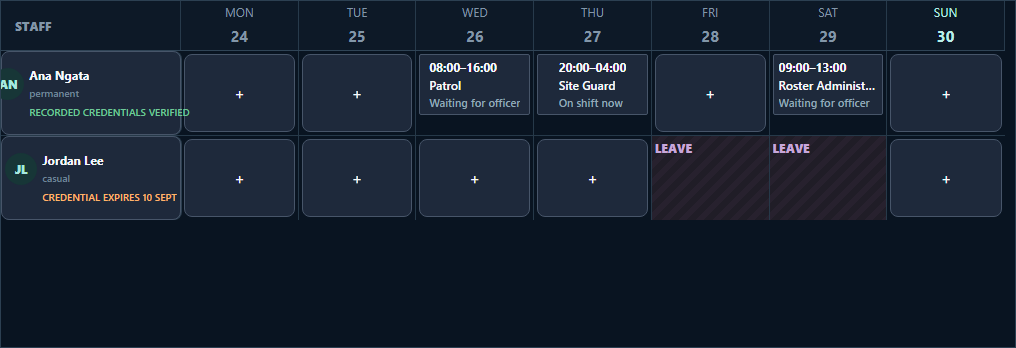 STAFF
MON
24
TUE
25
WED
26
THU
27
FRI
28
SAT
29
SUN
30
AN
Ana Ngata
permanent
RECORDED CREDENTIALS VERIFIED
+
+
08:00–16:00
Patrol
Waiting for officer
20:00–04:00
Site Guard
On shift now
+
09:00–13:00
Roster Administ...
Waiting for officer
+
JL
Jordan Lee
casual
CREDENTIAL EXPIRES 10 SEPT
+
+
+
+
LEAVE
LEAVE
+